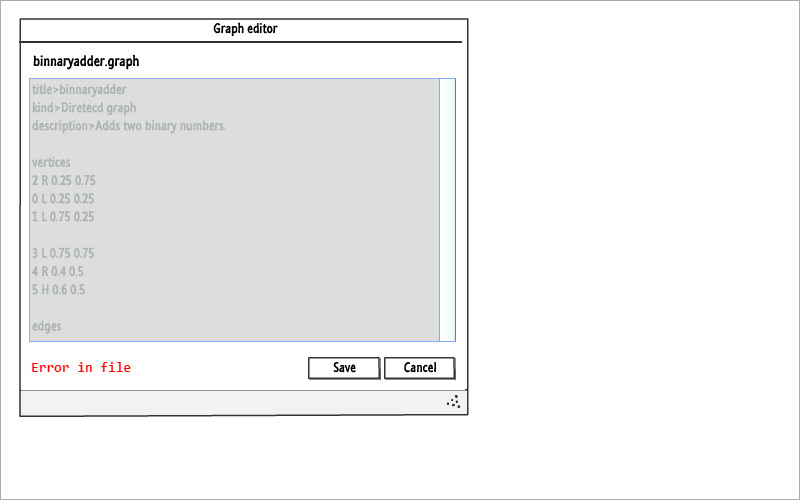 Graph editor
binnaryadder.graph
title>binnaryadder
kind>Diretecd graph
description>Adds two binary numbers.
vertices
2 R 0.25 0.75
0 L 0.25 0.25
1 L 0.75 0.25
3 L 0.75 0.75
4 R 0.4 0.5
5 H 0.6 0.5
edges
Error in file
Save
Cancel